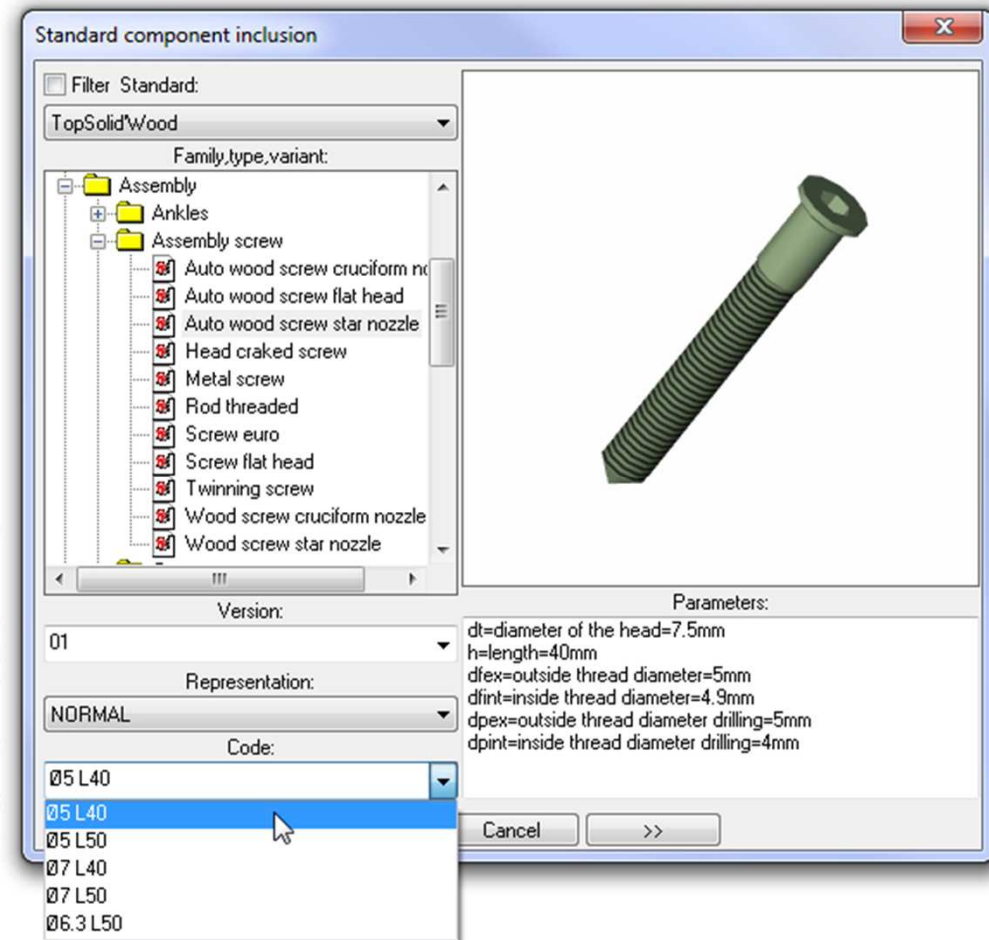 Standard component inclusion
Filter Standard:
TopSolid'Wood
Family,type,variant:
Assembly
Ankles
Assembly screw
Auto wood screw cruciform
Auto wood screw flat head
Auto wood screw star nozzle
Head craked screw
Metal screw
Rod threaded
Screw euro
Screw flat head
Twinning screw
Wood screw cruciform nozzle
Wood screw star nozzle
Version:
01
Representation:
NORMAL
Code:
Ø5 L40
Ø5 L40
Ø5 L50
Ø7 L40
Ø7 L50
Ø6.3 L50
Parameters:
dt=diameter of the head=7.5mm
h=length=40mm
dfex=outside thread diameter=5mm
dfint=inside thread diameter=4.9mm
dpex=outside thread diameter drilling=5mm
dpint=inside thread diameter drilling=4mm
Cancel
>>